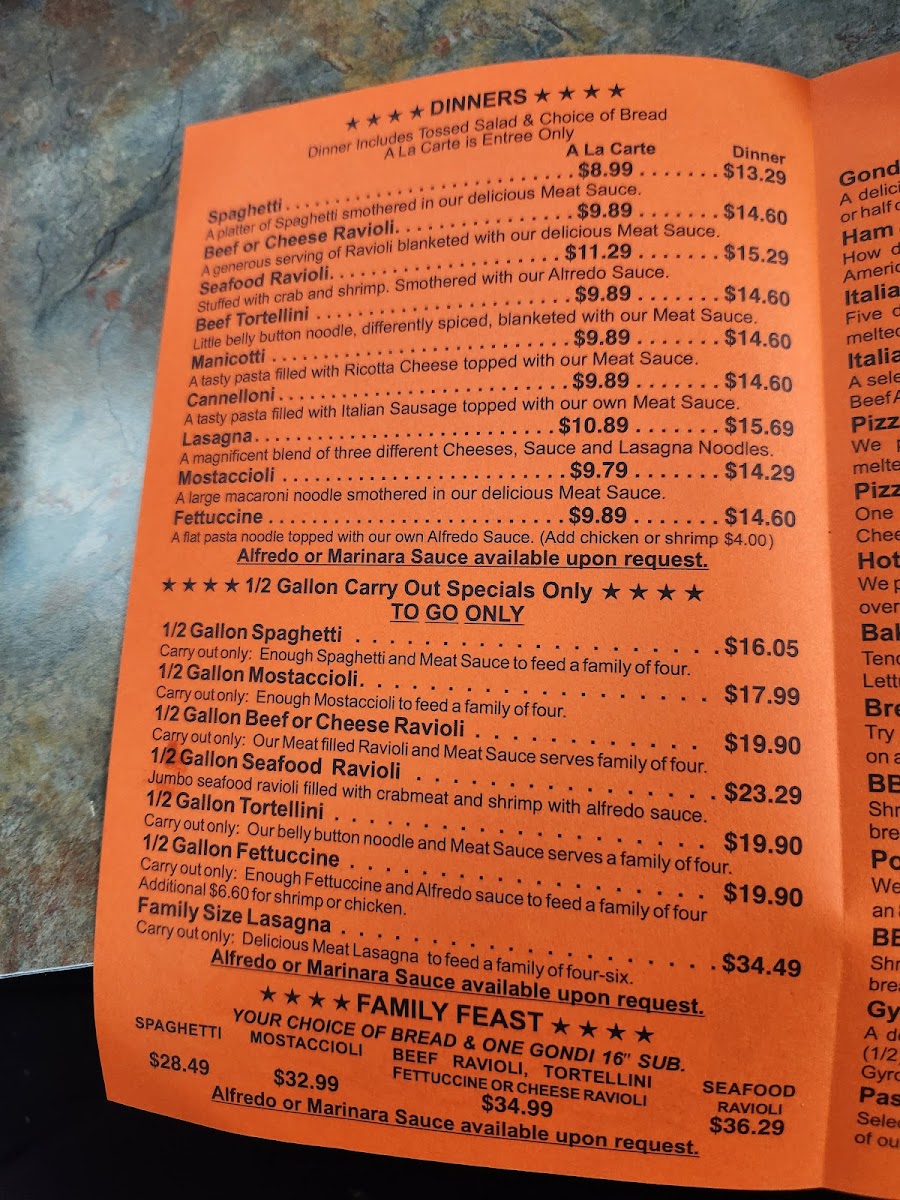 ★ ★ ★ ★ DINNERS ★ ★ ★ ★
Dinner Includes Tossed Salad & Choice of Bread
A La Carte is Entree Only
A La Carte Dinner
Spaghetti . . . . . . . . . . . . . . . . . . . . . . . . . . $8.99 . . . . . . . $13.29
A platter of Spaghetti smothered in our delicious Meat Sauce.
Beef or Cheese Ravioli. . . . . . . . . . . . . . . . $9.89 . . . . . . . $14.60
A generous serving of Ravioli blanketed with our delicious Meat Sauce.
Seafood Ravioli. . . . . . . . . . . . . . . . . . . . . $11.29 . . . . . . . $15.29
Stuffed with crab and shrimp. Smothered with our Alfredo Sauce.
Beef Tortellini . . . . . . . . . . . . . . . . . . . . . . $9.89 . . . . . . . $14.60
Little belly button noodle, differently spiced, blanketed with our Meat Sauce.
Manicotti . . . . . . . . . . . . . . . . . . . . . . . . . . $9.89 . . . . . . . $14.60
A tasty pasta filled with Ricotta Cheese topped with our Meat Sauce.
Cannelloni. . . . . . . . . . . . . . . . . . . . . . . . . $9.89 . . . . . . . $14.60
A tasty pasta filled with Italian Sausage topped with our own Meat Sauce.
Lasagna. . . . . . . . . . . . . . . . . . . . . . . . . . $10.89 . . . . . . . $15.69
A magnificent blend of three different Cheeses, Sauce and Lasagna Noodles.
Mostaccioli . . . . . . . . . . . . . . . . . . . . . . . . $9.79 . . . . . . . $14.29
A large macaroni noodle smothered in our delicious Meat Sauce.
Fettuccine . . . . . . . . . . . . . . . . . . . . . . . . . $9.89 . . . . . . . $14.60
A flat pasta noodle topped with our own Alfredo Sauce. (Add chicken or shrimp $4.00)
Alfredo or Marinara Sauce available upon request.
★ ★ ★ ★ 1/2 Gallon Carry Out Specials Only ★ ★ ★ ★
TO GO ONLY
1/2 Gallon Spaghetti . . . . . . . . . . . . . . . . . . . . $16.05
Carry out only: Enough Spaghetti and Meat Sauce to feed a family of four.
1/2 Gallon Mostaccioli. . . . . . . . . . . . . . . . . . . $17.99
Carry out only: Enough Mostaccioli to feed a family of four.
1/2 Gallon Beef or Cheese Ravioli . . . . . . . . . . . . $19.90
Carry out only: Our Meat filled Ravioli and Meat Sauce serves family of four.
1/2 Gallon Seafood Ravioli . . . . . . . . . . . . . . . . $23.29
Jumbo seafood ravioli filled with crabmeat and shrimp with alfredo sauce.
1/2 Gallon Tortellini . . . . . . . . . . . . . . . . . . . . $19.90
Carry out only: Our belly button noodle and Meat Sauce serves a family of four.
1/2 Gallon Fettuccine . . . . . . . . . . . . . . . . . . . $19.90
Carry out only: Enough Fettuccine and Alfredo sauce to feed a family of four
Additional $6.60 for shrimp or chicken.
Family Size Lasagna . . . . . . . . . . . . . . . . . . . . $34.49
Carry out only: Delicious Meat Lasagna to feed a family of four-six.
Alfredo or Marinara Sauce available upon request.
★ ★ ★ ★ FAMILY FEAST ★ ★ ★ ★
YOUR CHOICE OF BREAD & ONE GONDI 16" SUB.
SPAGHETTI
$28.49
MOSTACCIOLI
$32.99
BEEF RAVIOLI, TORTELLINI
FETTUCCINE OR CHEESE RAVIOLI
$34.99
SEAFOOD
RAVIOLI
$36.29
Alfredo or Marinara Sauce available upon request.
Gond
A delici
or half o
Ham
How d
Americ
Italia
Five d
melted
Italia
A sele
Beef A
Pizz
We p
melte
Pizz
One
Chee
Hot
We p
over
Bak
Tend
Lett
Bre
Try
on a
BB
Shr
brea
Po
We
an
BB
Shr
brea
Gy
A de
(1/2
Gyro
Pas
Selec
of ou